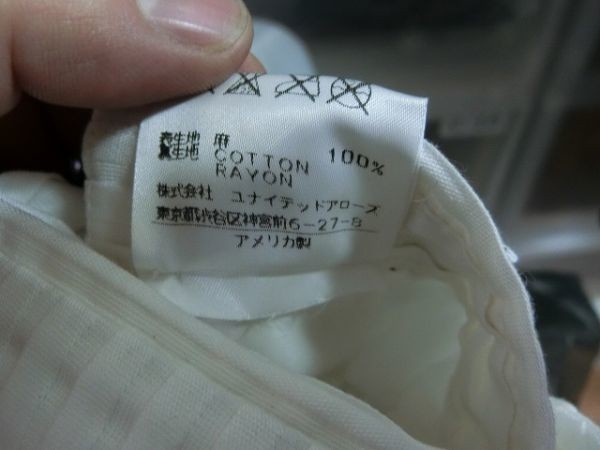 表生地 麻 100%
裏生地 COTTON
RAYON
株式会社 ユナイテッドアローズ
東京都渋谷区神宮前6-27-8
アメリカ製